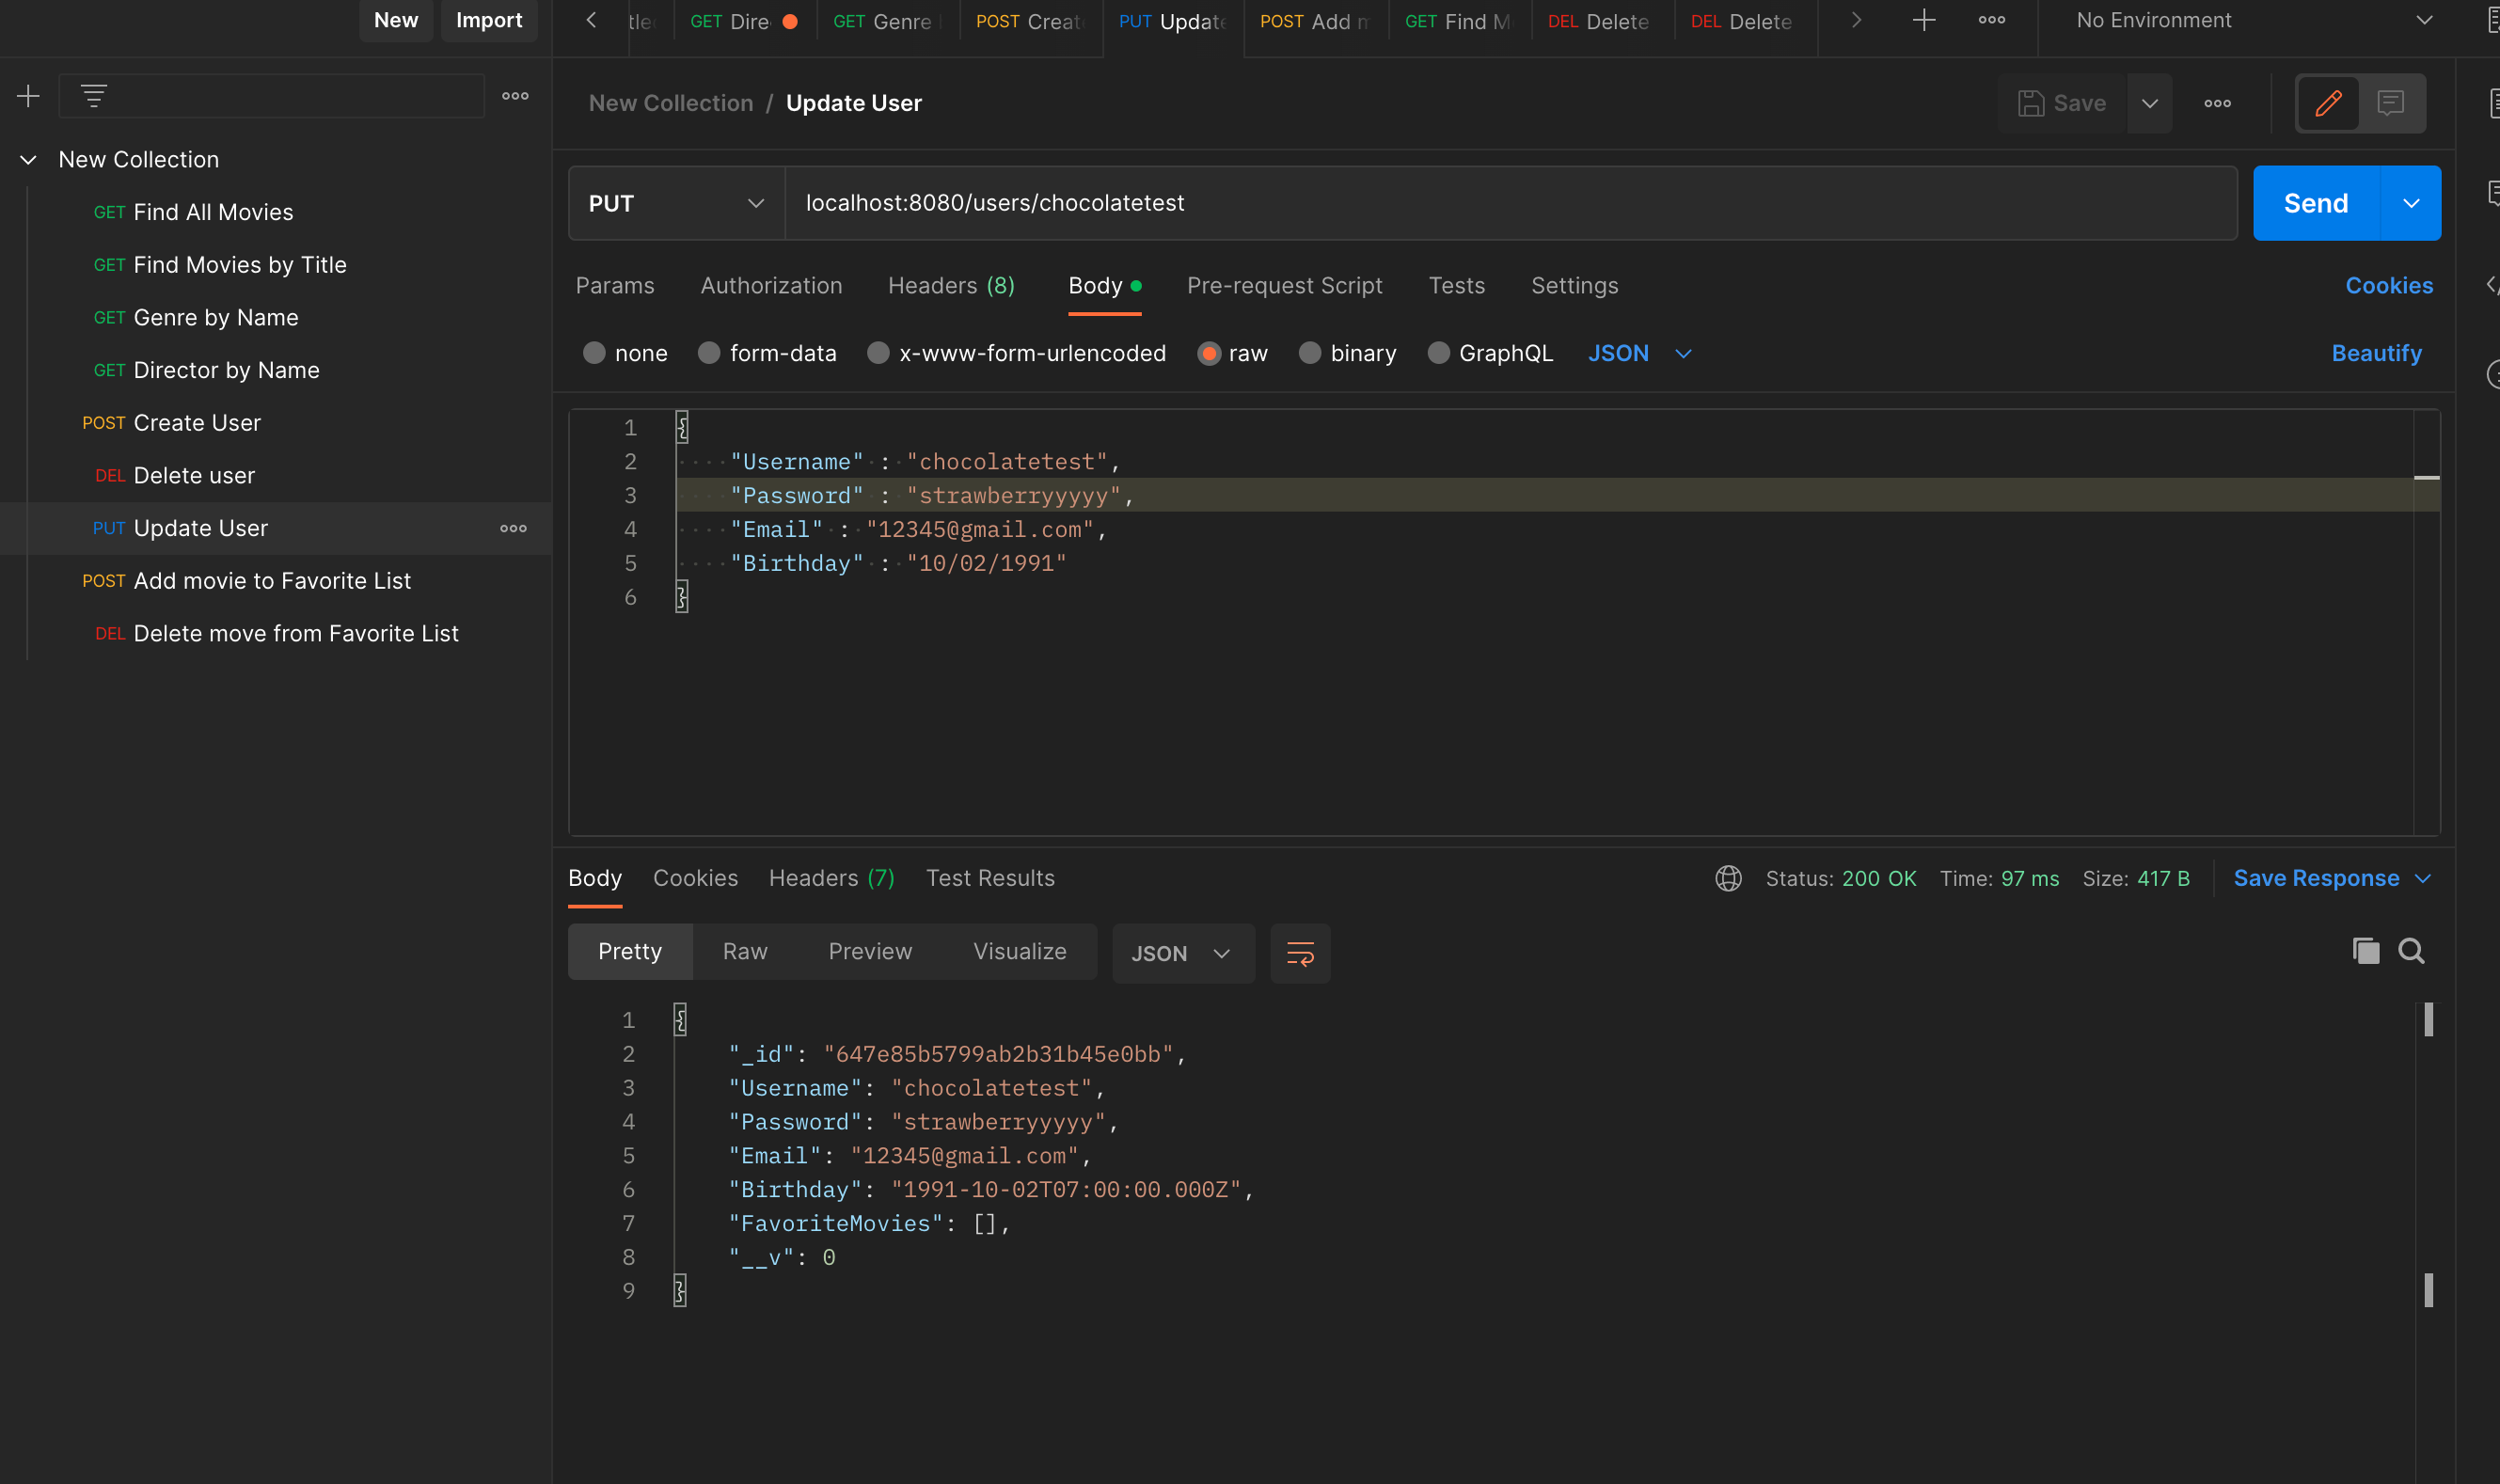 New Import
GET Dire GET Genre POST Creat PUT Update POST Add m GET Find M DEL Delete DEL Delete No Environment
New Collection / Update User Save
New Collection
GET Find All Movies
GET Find Movies by Title
GET Genre by Name
GET Director by Name
POST Create User
DEL Delete user
PUT Update User
POST Add movie to Favorite List
DEL Delete move from Favorite List
PUT localhost:8080/users/chocolatetest Send
Params Authorization Headers (8) Body Pre-request Script Tests Settings Cookies
none form-data x-www-form-urlencoded raw binary GraphQL JSON Beautify
1 {
2 "Username" : "chocolatetest",
3 "Password" : "strawberryyyyy",
4 "Email" : "12345@gmail.com",
5 "Birthday" : "10/02/1991"
6 }
Body Cookies Headers (7) Test Results Status: 200 OK Time: 97 ms Size: 417 B Save Response
Pretty Raw Preview Visualize JSON
1 {
2 "_id": "647e85b5799ab2b31b45e0bb",
3 "Username": "chocolatetest",
4 "Password": "strawberryyyyy",
5 "Email": "12345@gmail.com",
6 "Birthday": "1991-10-02T07:00:00.000Z",
7 "FavoriteMovies": [],
8 "__v": 0
9 }